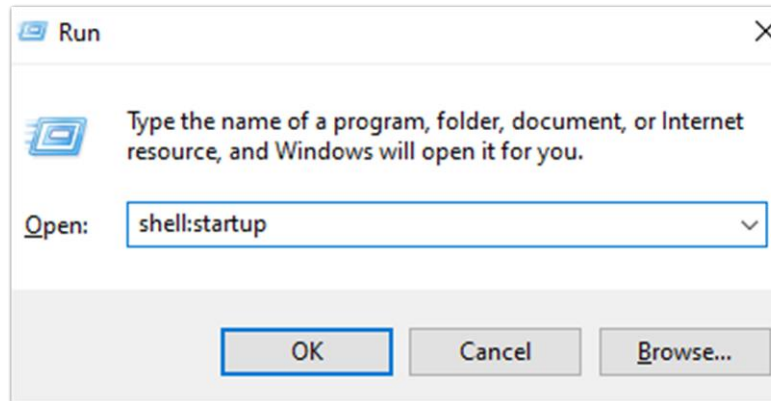 Run
Type the name of a program, folder, document, or Internet
resource, and Windows will open it for you.
Open: shell:startup
OK Cancel Browse...